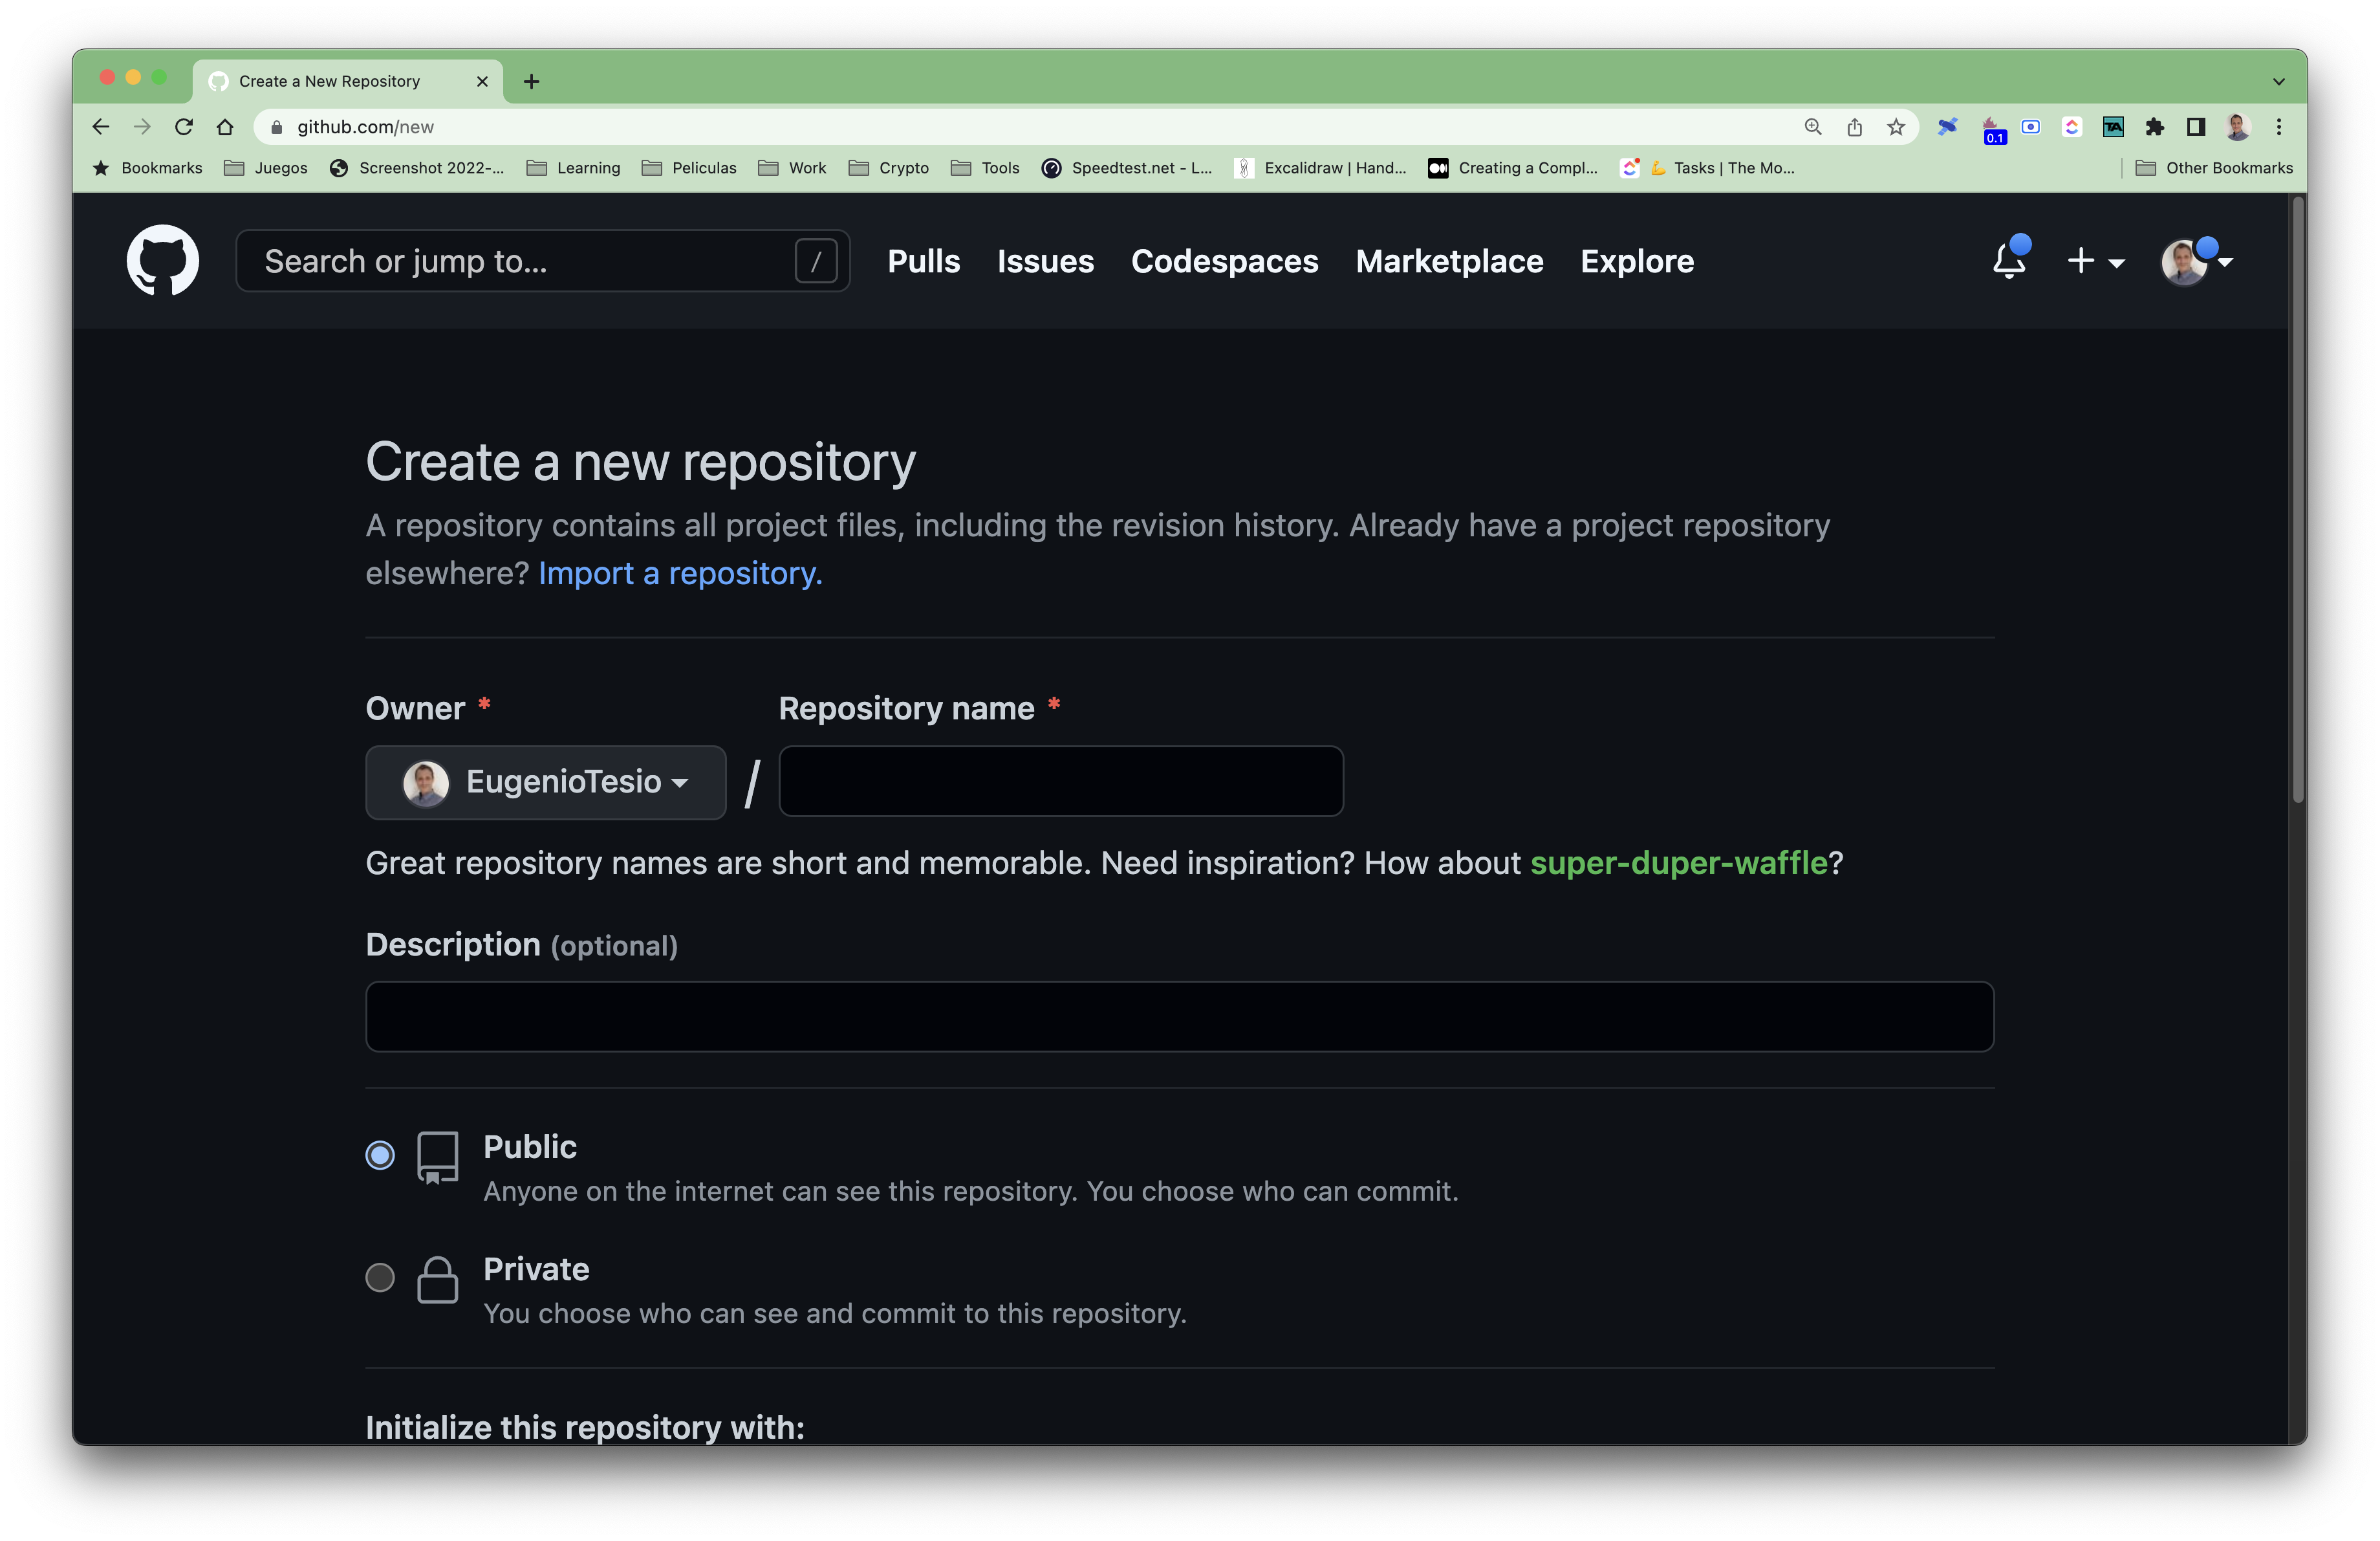 Create a New Repository
github.com/new
0.1
TA
Bookmarks Juegos Screenshot 2022-... Learning Peliculas Work Crypto Tools Speedtest.net - L... Excalidraw | Hand... Creating a Compl... 💪 Tasks | The Mo... Other Bookmarks
Search or jump to... / Pulls Issues Codespaces Marketplace Explore
Create a new repository
A repository contains all project files, including the revision history. Already have a project repository
elsewhere? Import a repository.
Owner * Repository name *
EugenioTesio /
Great repository names are short and memorable. Need inspiration? How about super-duper-waffle?
Description (optional)
Public
Anyone on the internet can see this repository. You choose who can commit.
Private
You choose who can see and commit to this repository.
Initialize this repository with: